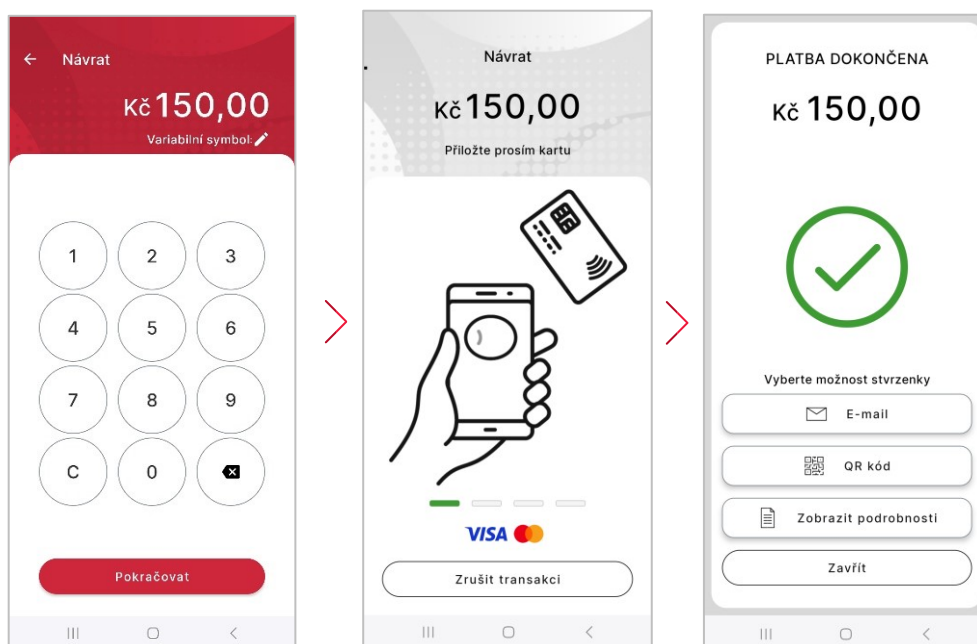 Návrat
Kč 150,00
Variabilní symbol:
1 2 3
4 5 6
7 8 9
C 0
Pokračovat
Návrat
Kč 150,00
Přiložte prosím kartu
VISA
Zrušit transakci
PLATBA DOKONČENA
Kč 150,00
Vyberte možnost stvrzenky
E-mail
QR kód
Zobrazit podrobnosti
Zavřít